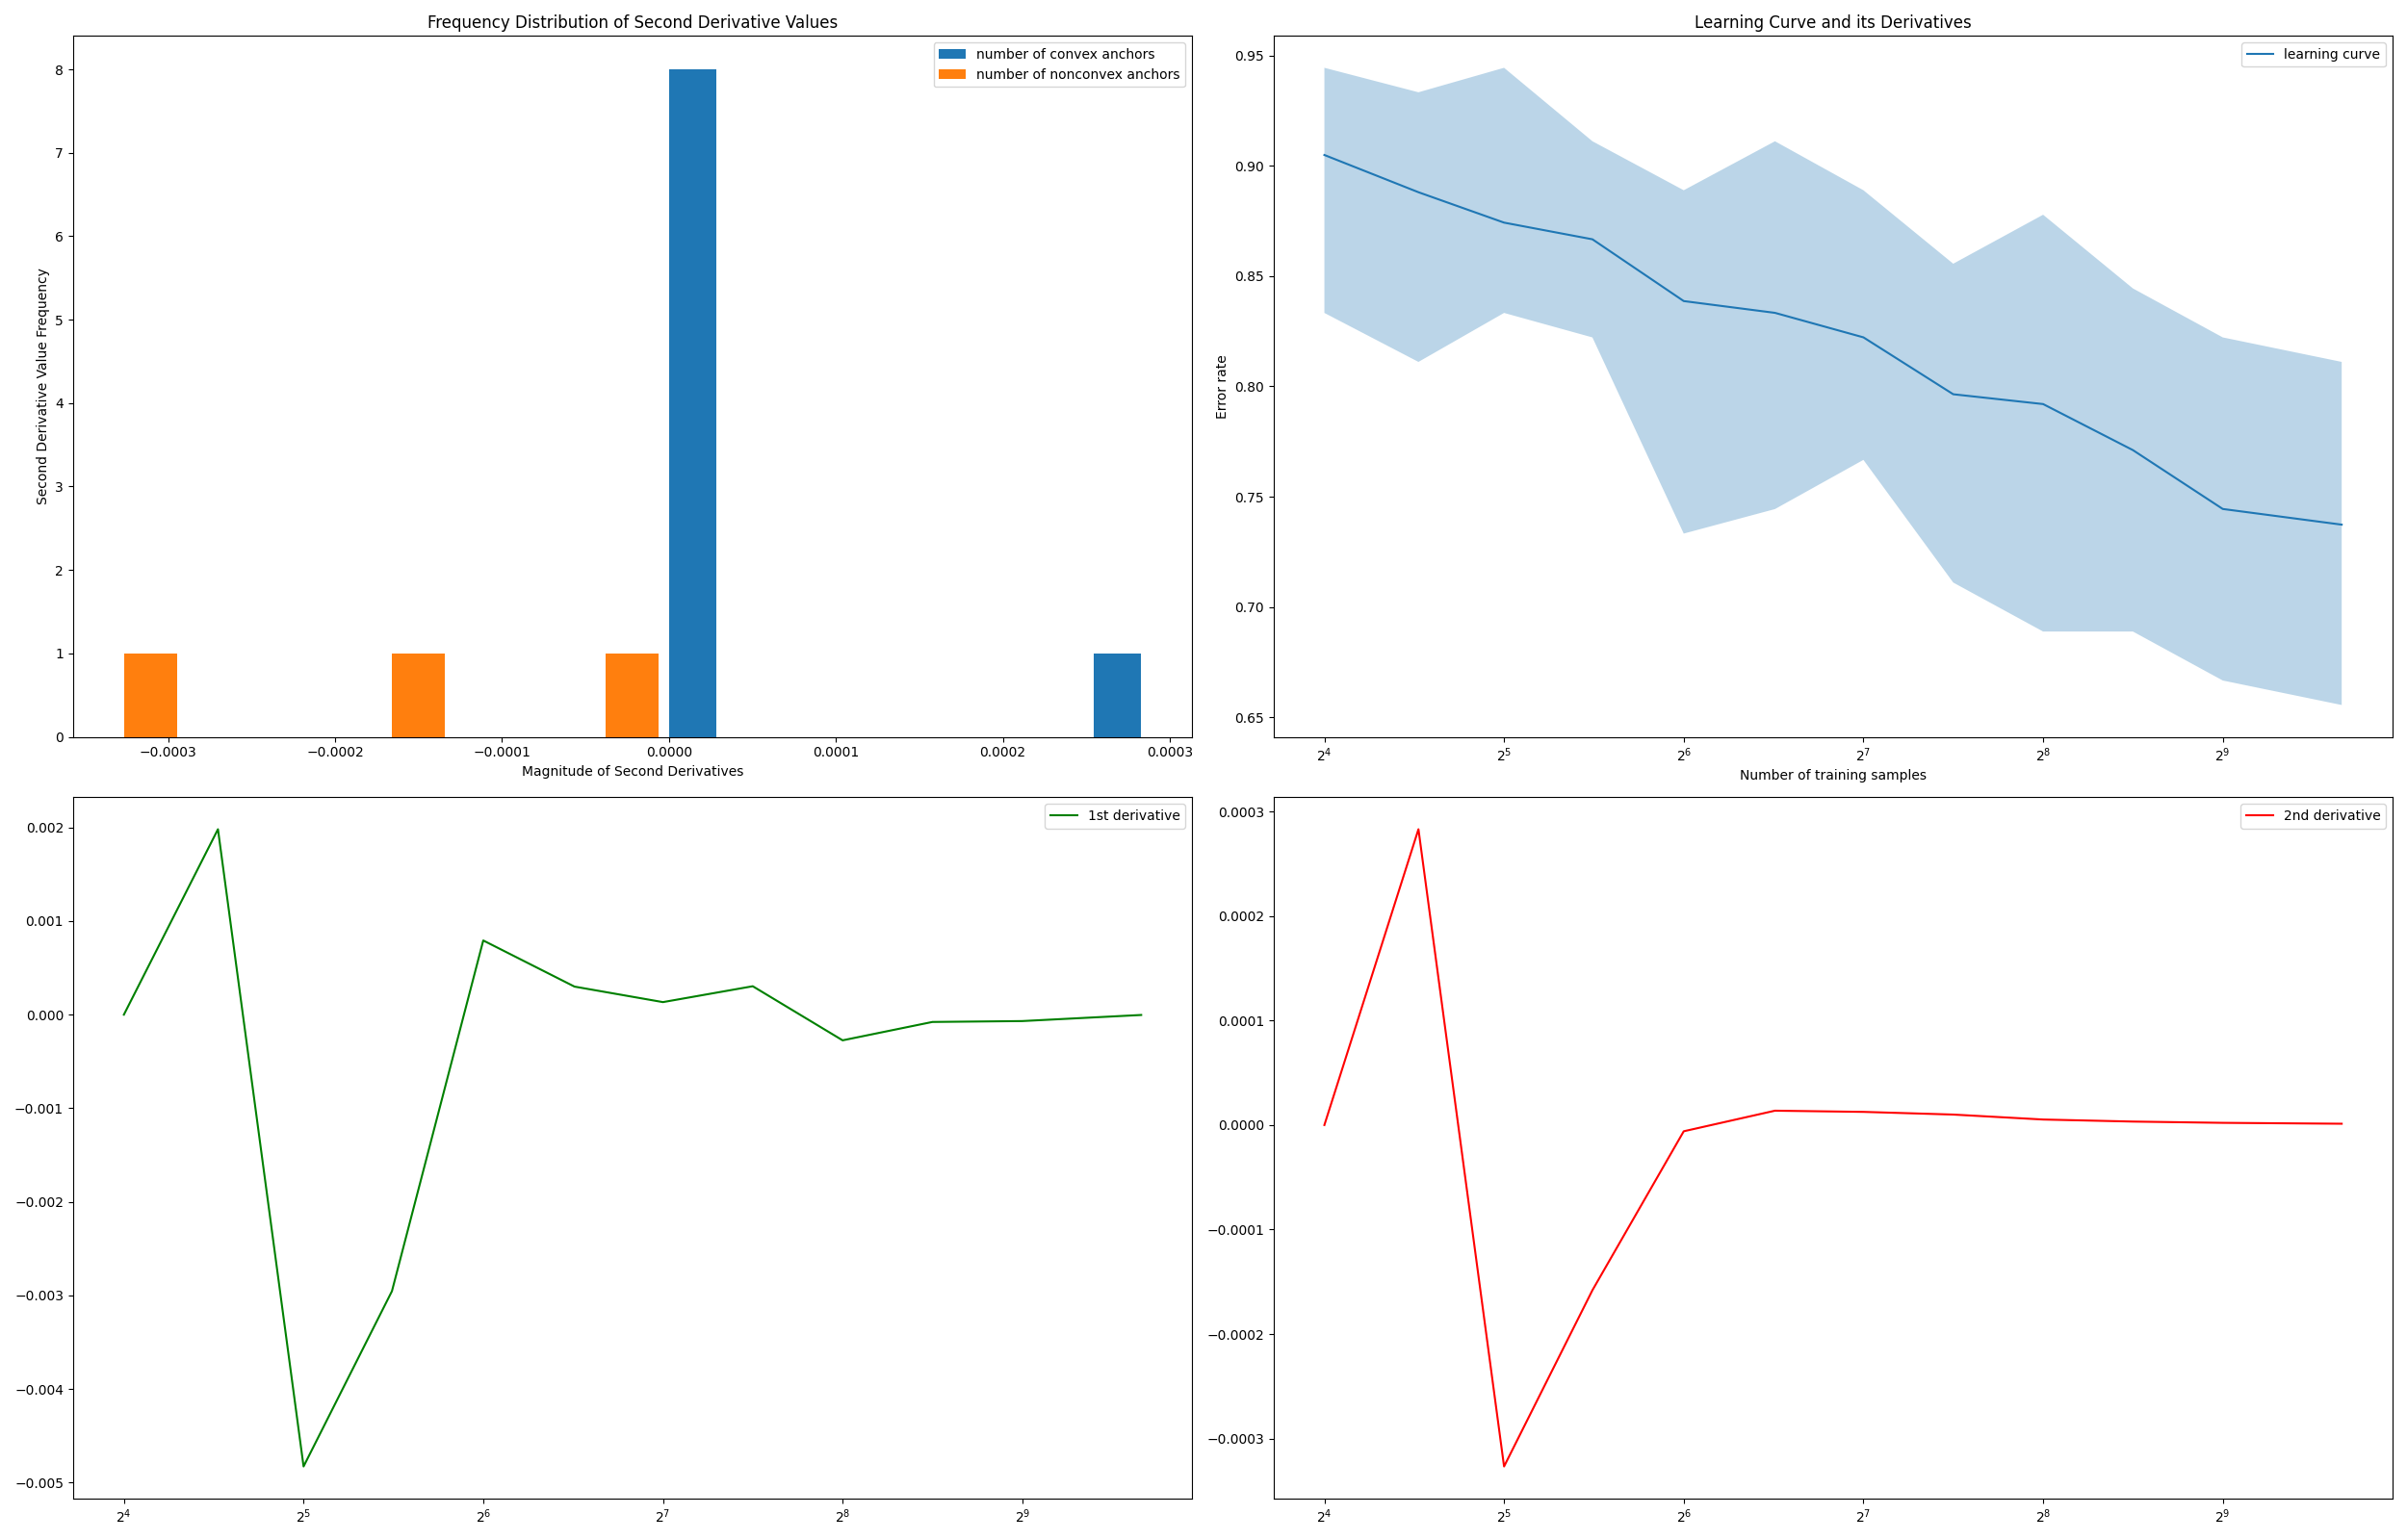 Frequency Distribution of Second Derivative Values
number of convex anchors
number of nonconvex anchors
8
7
6
5
4
3
2
1
0
Second Derivative Value Frequency
−0.0003 −0.0002 −0.0001 0.0000 0.0001 0.0002 0.0003
Magnitude of Second Derivatives
Learning Curve and its Derivatives
learning curve
0.95
0.90
0.85
0.80
0.75
0.70
0.65
Error rate
2⁴ 2⁵ 2⁶ 2⁷ 2⁸ 2⁹
Number of training samples
1st derivative
0.002
0.001
0.000
−0.001
−0.002
−0.003
−0.004
−0.005
2⁴ 2⁵ 2⁶ 2⁷ 2⁸ 2⁹
2nd derivative
0.0003
0.0002
0.0001
0.0000
−0.0001
−0.0002
−0.0003
2⁴ 2⁵ 2⁶ 2⁷ 2⁸ 2⁹